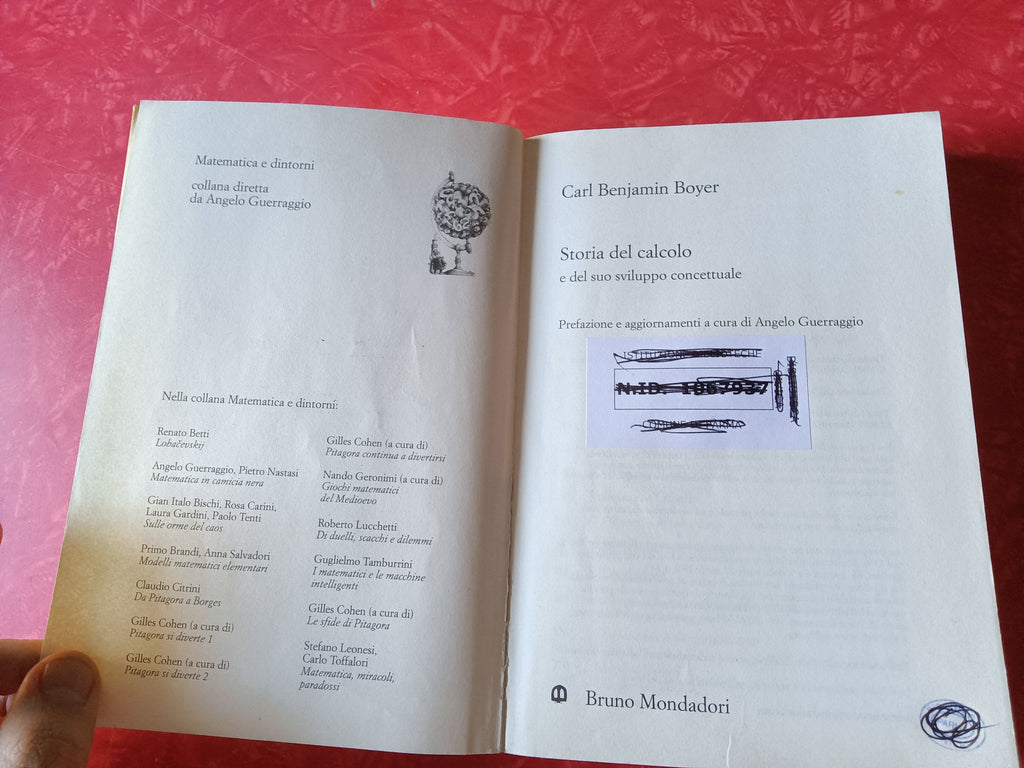 Matematica e dintorni
collana diretta
da Angelo Guerraggio
Nella collana Matematica e dintorni:
Renato Betti
Lobačevskij
Angelo Guerraggio, Pietro Nastasi
Matematica in camicia nera
Gian Italo Bischi, Rosa Carini,
Laura Gardini, Paolo Tenti
Sulle orme del caos
Primo Brandi, Anna Salvadori
Modelli matematici elementari
Claudio Citrini
Da Pitagora a Borges
Gilles Cohen (a cura di)
Pitagora si diverte 1
Gilles Cohen (a cura di)
Pitagora si diverte 2
Gilles Cohen (a cura di)
Pitagora continua a divertirsi
Nando Geronimi (a cura di)
Giochi matematici
del Medioevo
Roberto Lucchetti
Di duelli, scacchi e dilemmi
Guglielmo Tamburrini
I matematici e le macchine
intelligenti
Gilles Cohen (a cura di)
Le sfide di Pitagora
Stefano Leonesi,
Carlo Toffalori
Matematica, miracoli,
paradossi
Carl Benjamin Boyer
Storia del calcolo
e del suo sviluppo concettuale
Prefazione e aggiornamenti a cura di Angelo Guerraggio
N.ID. 1067937
Bruno Mondadori